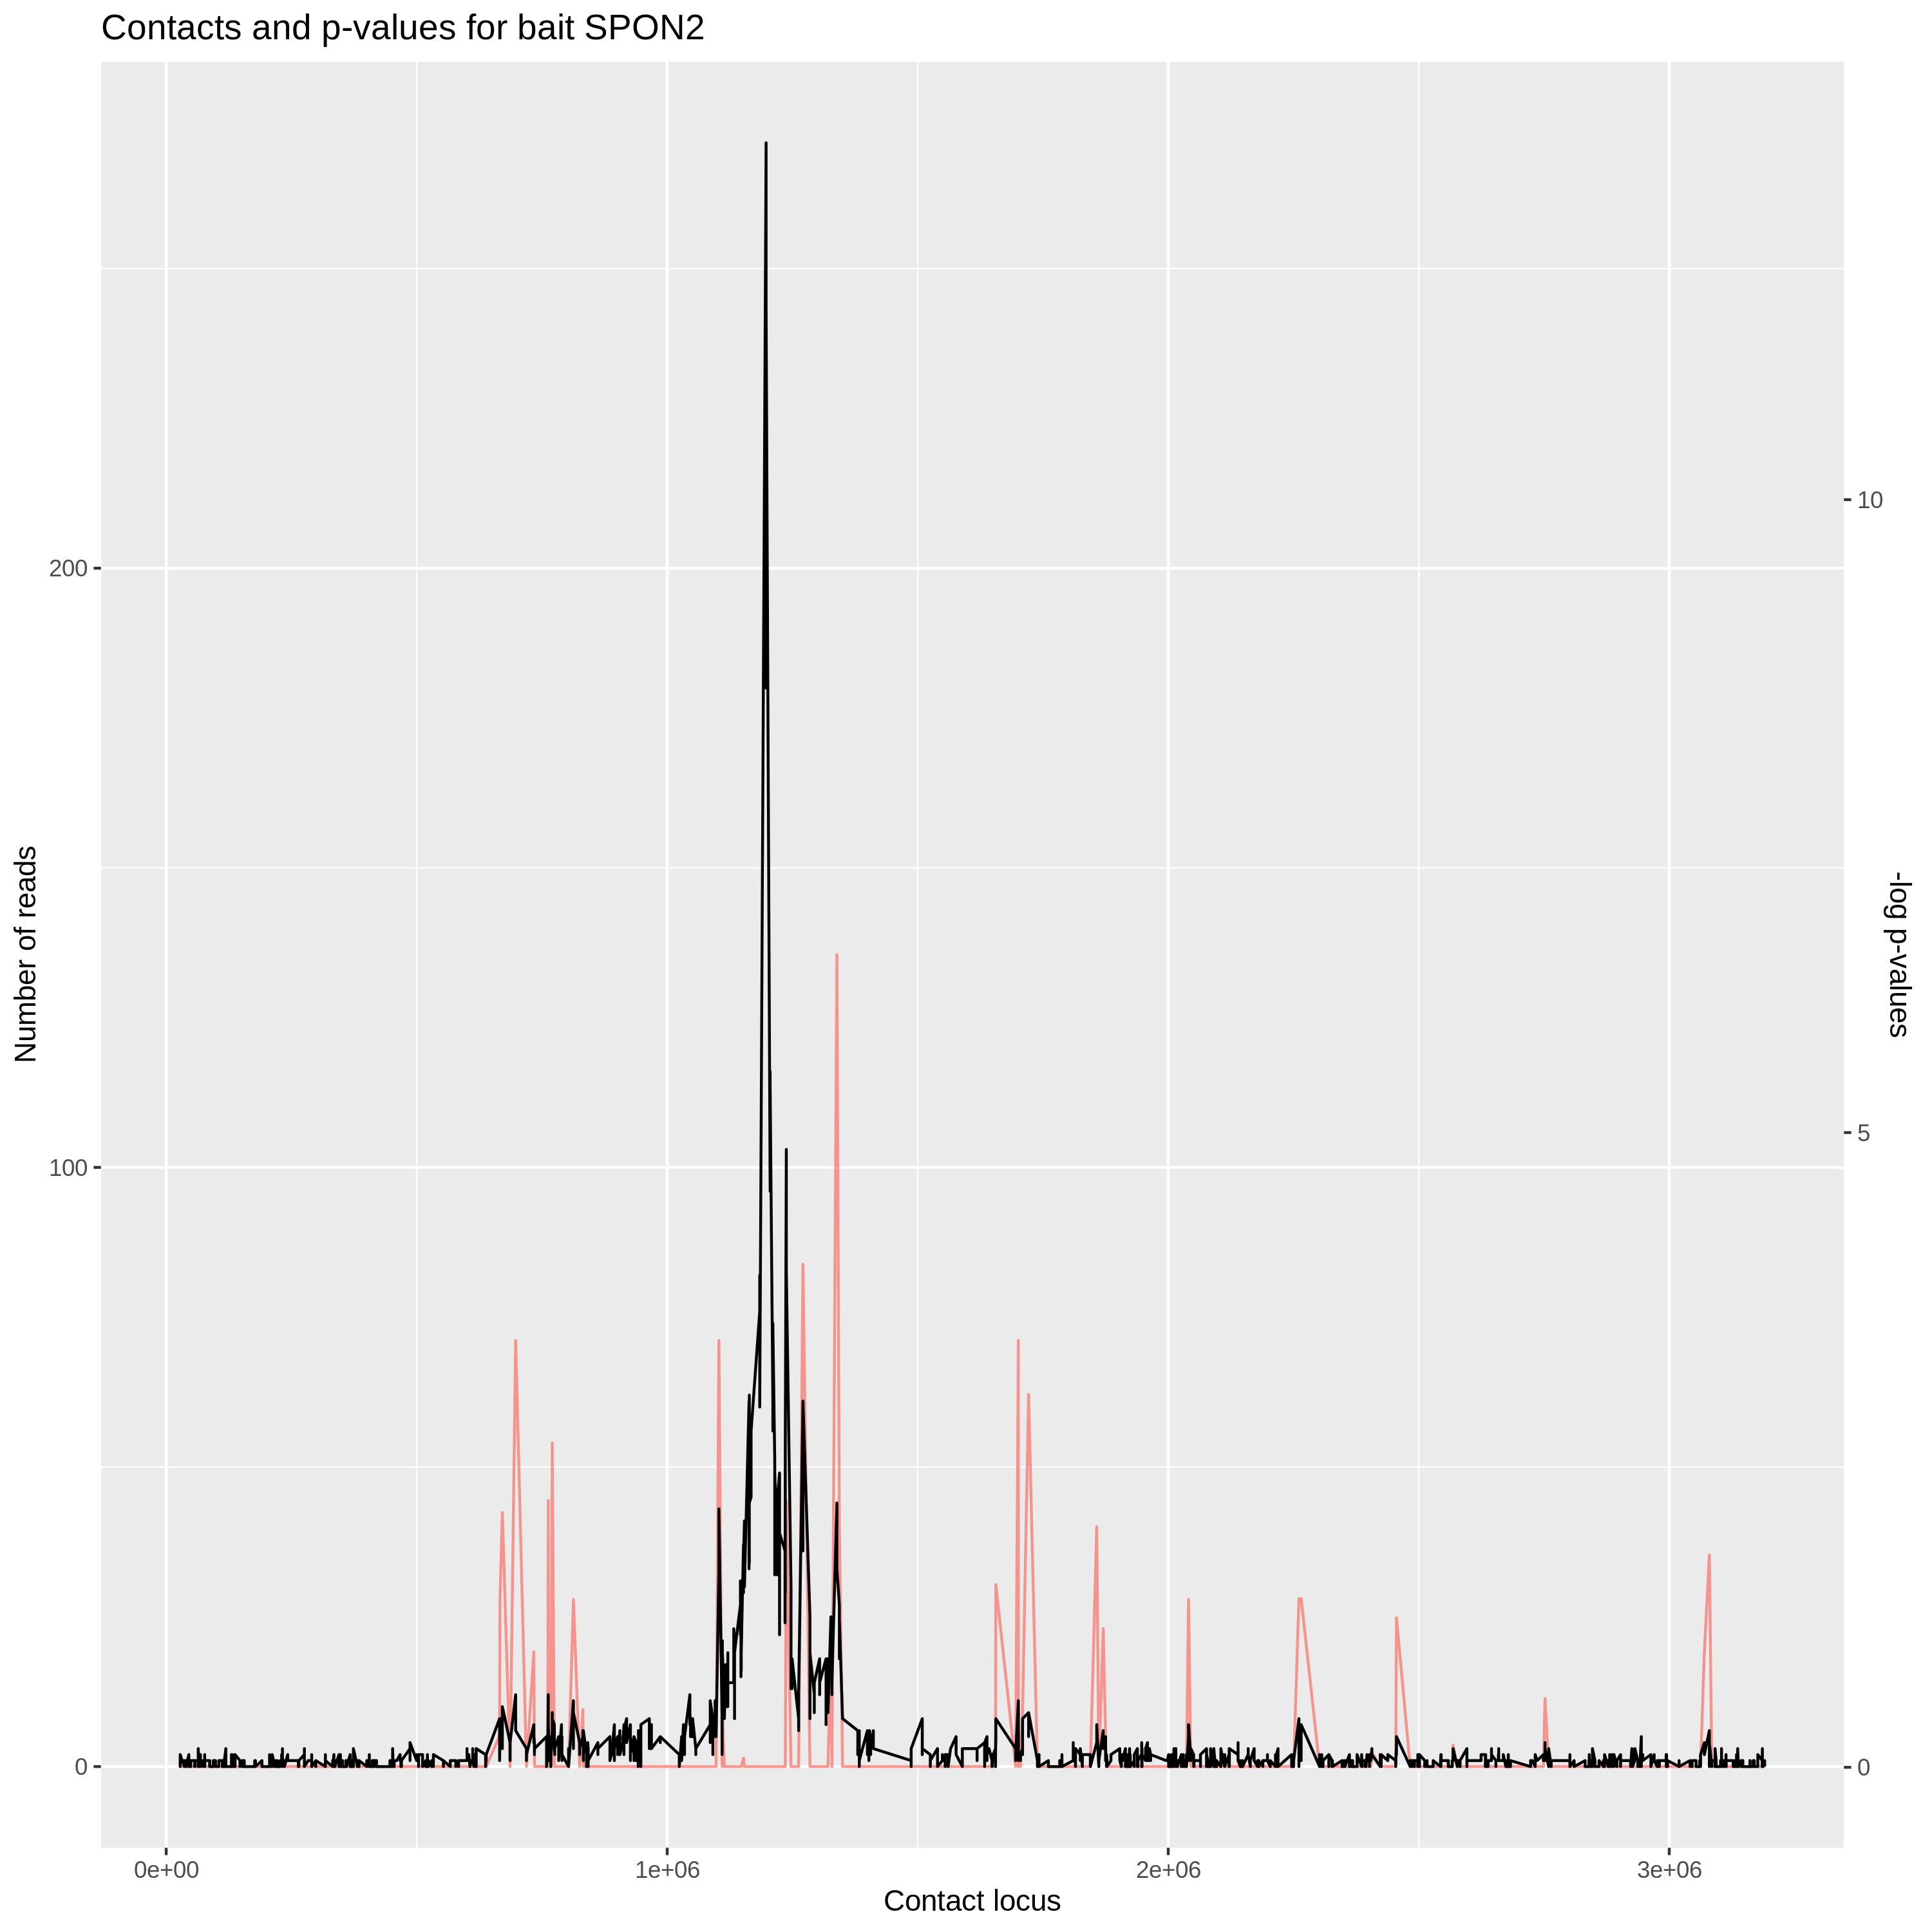 Contacts and p-values for bait SPON2
Number of reads
200
100
0
10
5
0
-log p-values
0e+00 1e+06 2e+06 3e+06
Contact locus